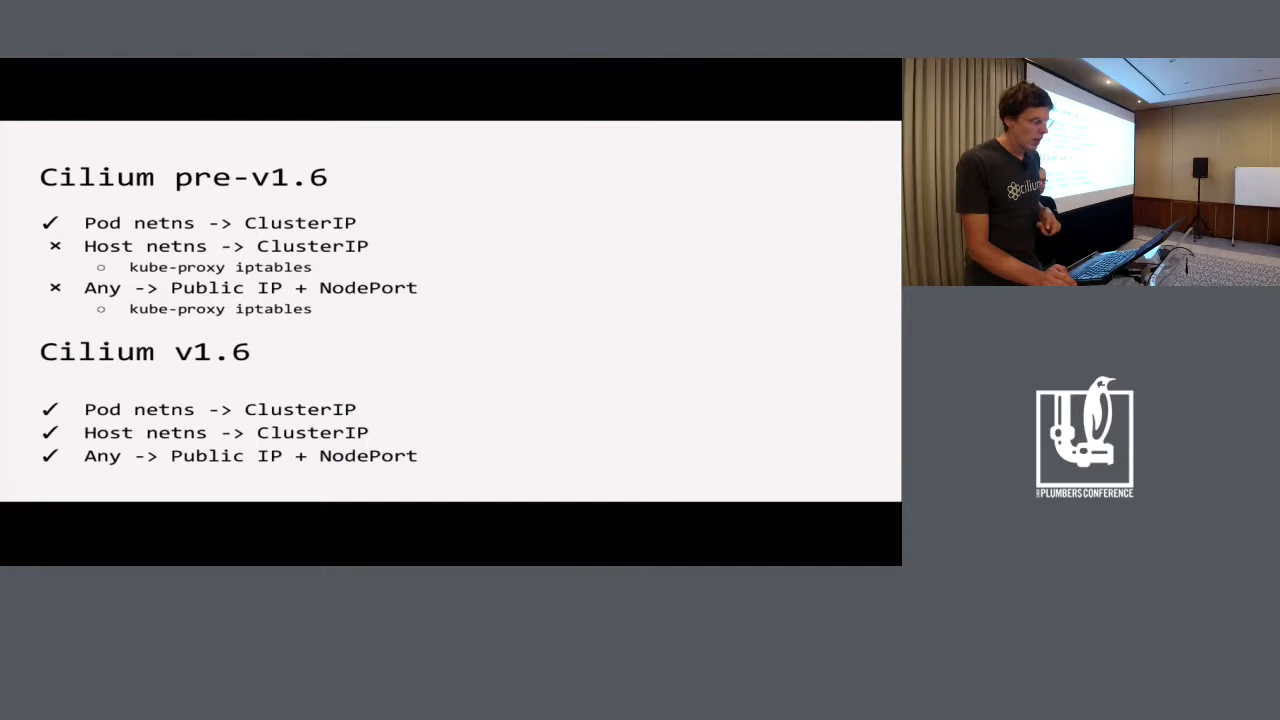 Cilium pre-v1.6
✓ Pod netns -> ClusterIP
× Host netns -> ClusterIP
○ kube-proxy iptables
× Any -> Public IP + NodePort
○ kube-proxy iptables
Cilium v1.6
✓ Pod netns -> ClusterIP
✓ Host netns -> ClusterIP
✓ Any -> Public IP + NodePort
cilium
PLUMBERS CONFERENCE